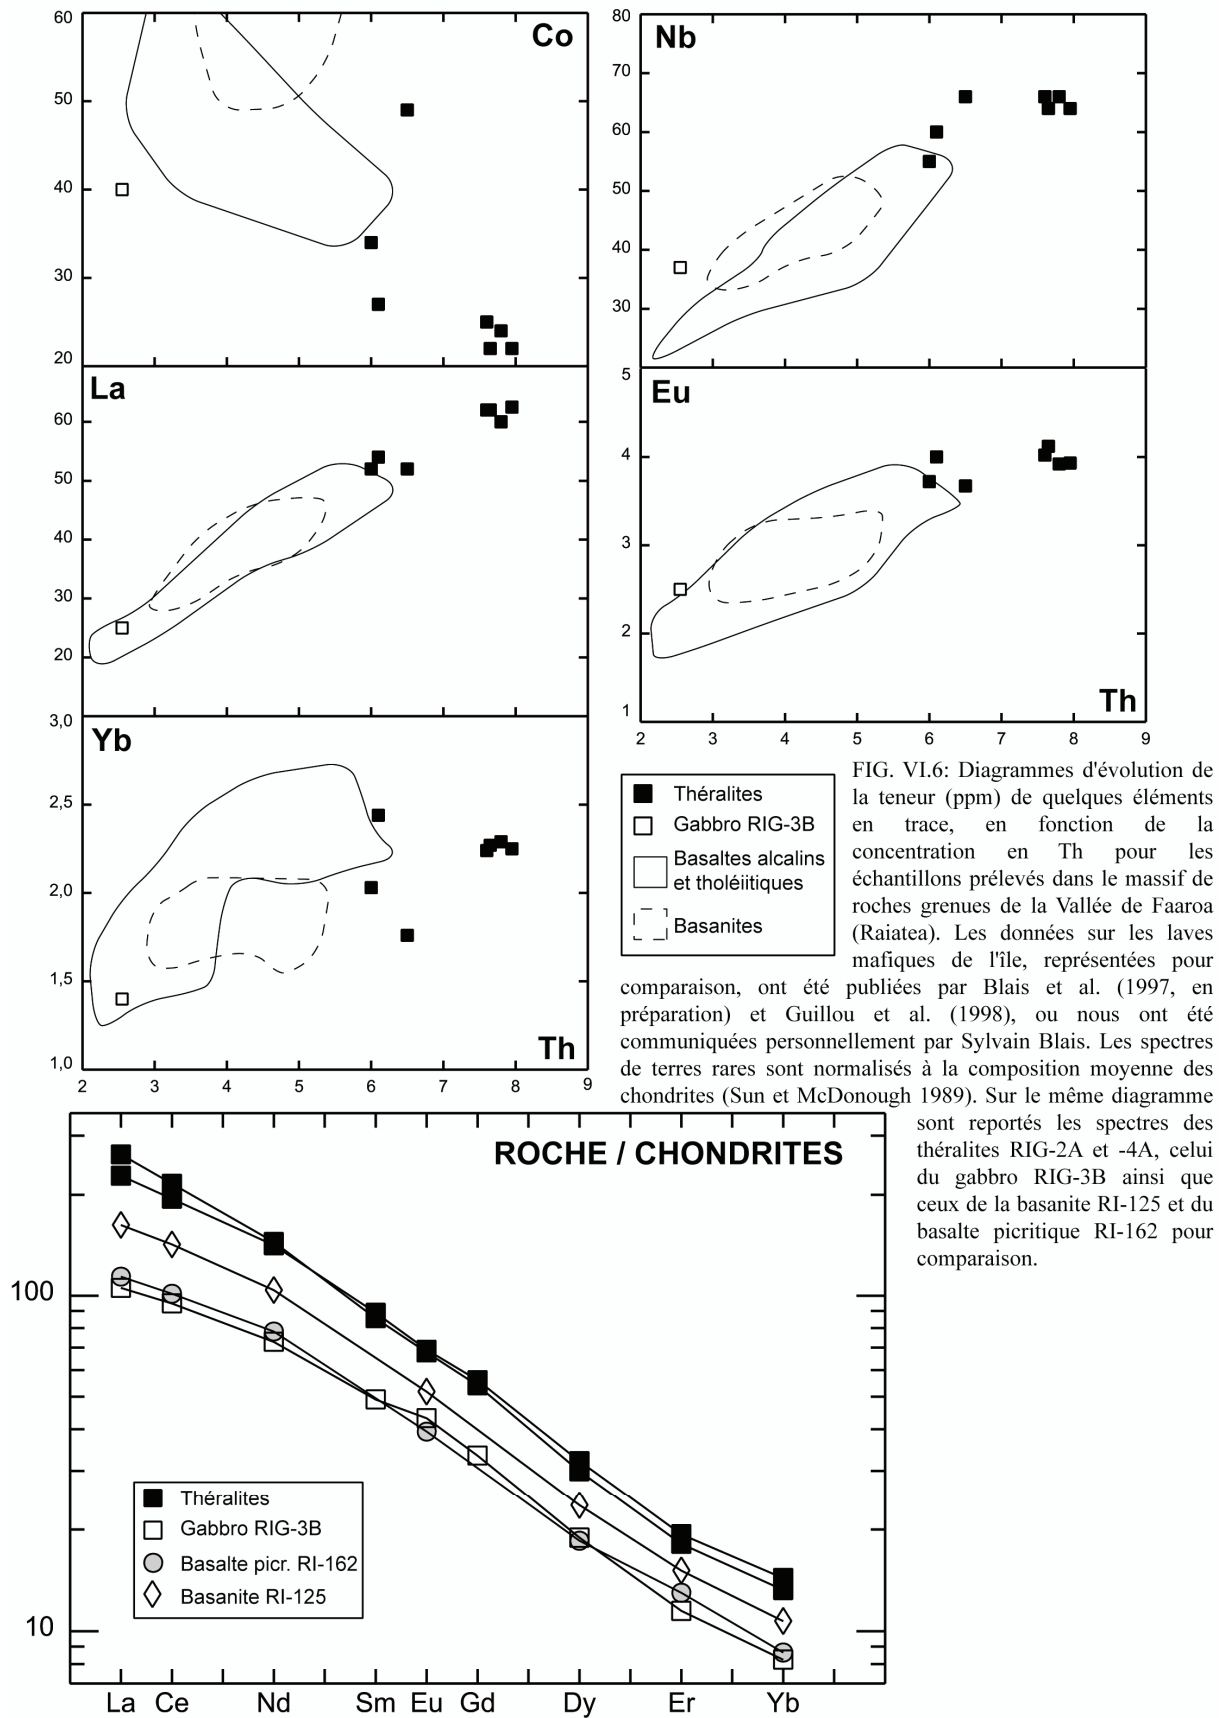 Co
60
50
40
30
20
La
60
50
40
30
20
Yb
3,0
2,5
2,0
1,5
1,0
Th
2 3 4 5 6 7 8 9
Nb
80
70
60
50
40
30
Eu
5
4
3
2
1
Th
2 3 4 5 6 7 8 9
Théralites
Gabbro RIG-3B
Basaltes alcalins
et tholéiitiques
Basanites
FIG. VI.6: Diagrammes d'évolution de
la teneur (ppm) de quelques éléments
en trace, en fonction de la
concentration en Th pour les
échantillons prélevés dans le massif de
roches grenues de la Vallée de Faaroa
(Raiatea). Les données sur les laves
mafiques de l'île, représentées pour
comparaison, ont été publiées par Blais et al. (1997, en
préparation) et Guillou et al. (1998), ou nous ont été
communiquées personnellement par Sylvain Blais. Les spectres
de terres rares sont normalisés à la composition moyenne des
chondrites (Sun et McDonough 1989). Sur le même diagramme
sont reportés les spectres des
théralites RIG-2A et -4A, celui
du gabbro RIG-3B ainsi que
ceux de la basanite RI-125 et du
basalte picritique RI-162 pour
comparaison.
ROCHE / CHONDRITES
100
10
Théralites
Gabbro RIG-3B
Basalte picr. RI-162
Basanite RI-125
La Ce Nd Sm Eu Gd Dy Er Yb